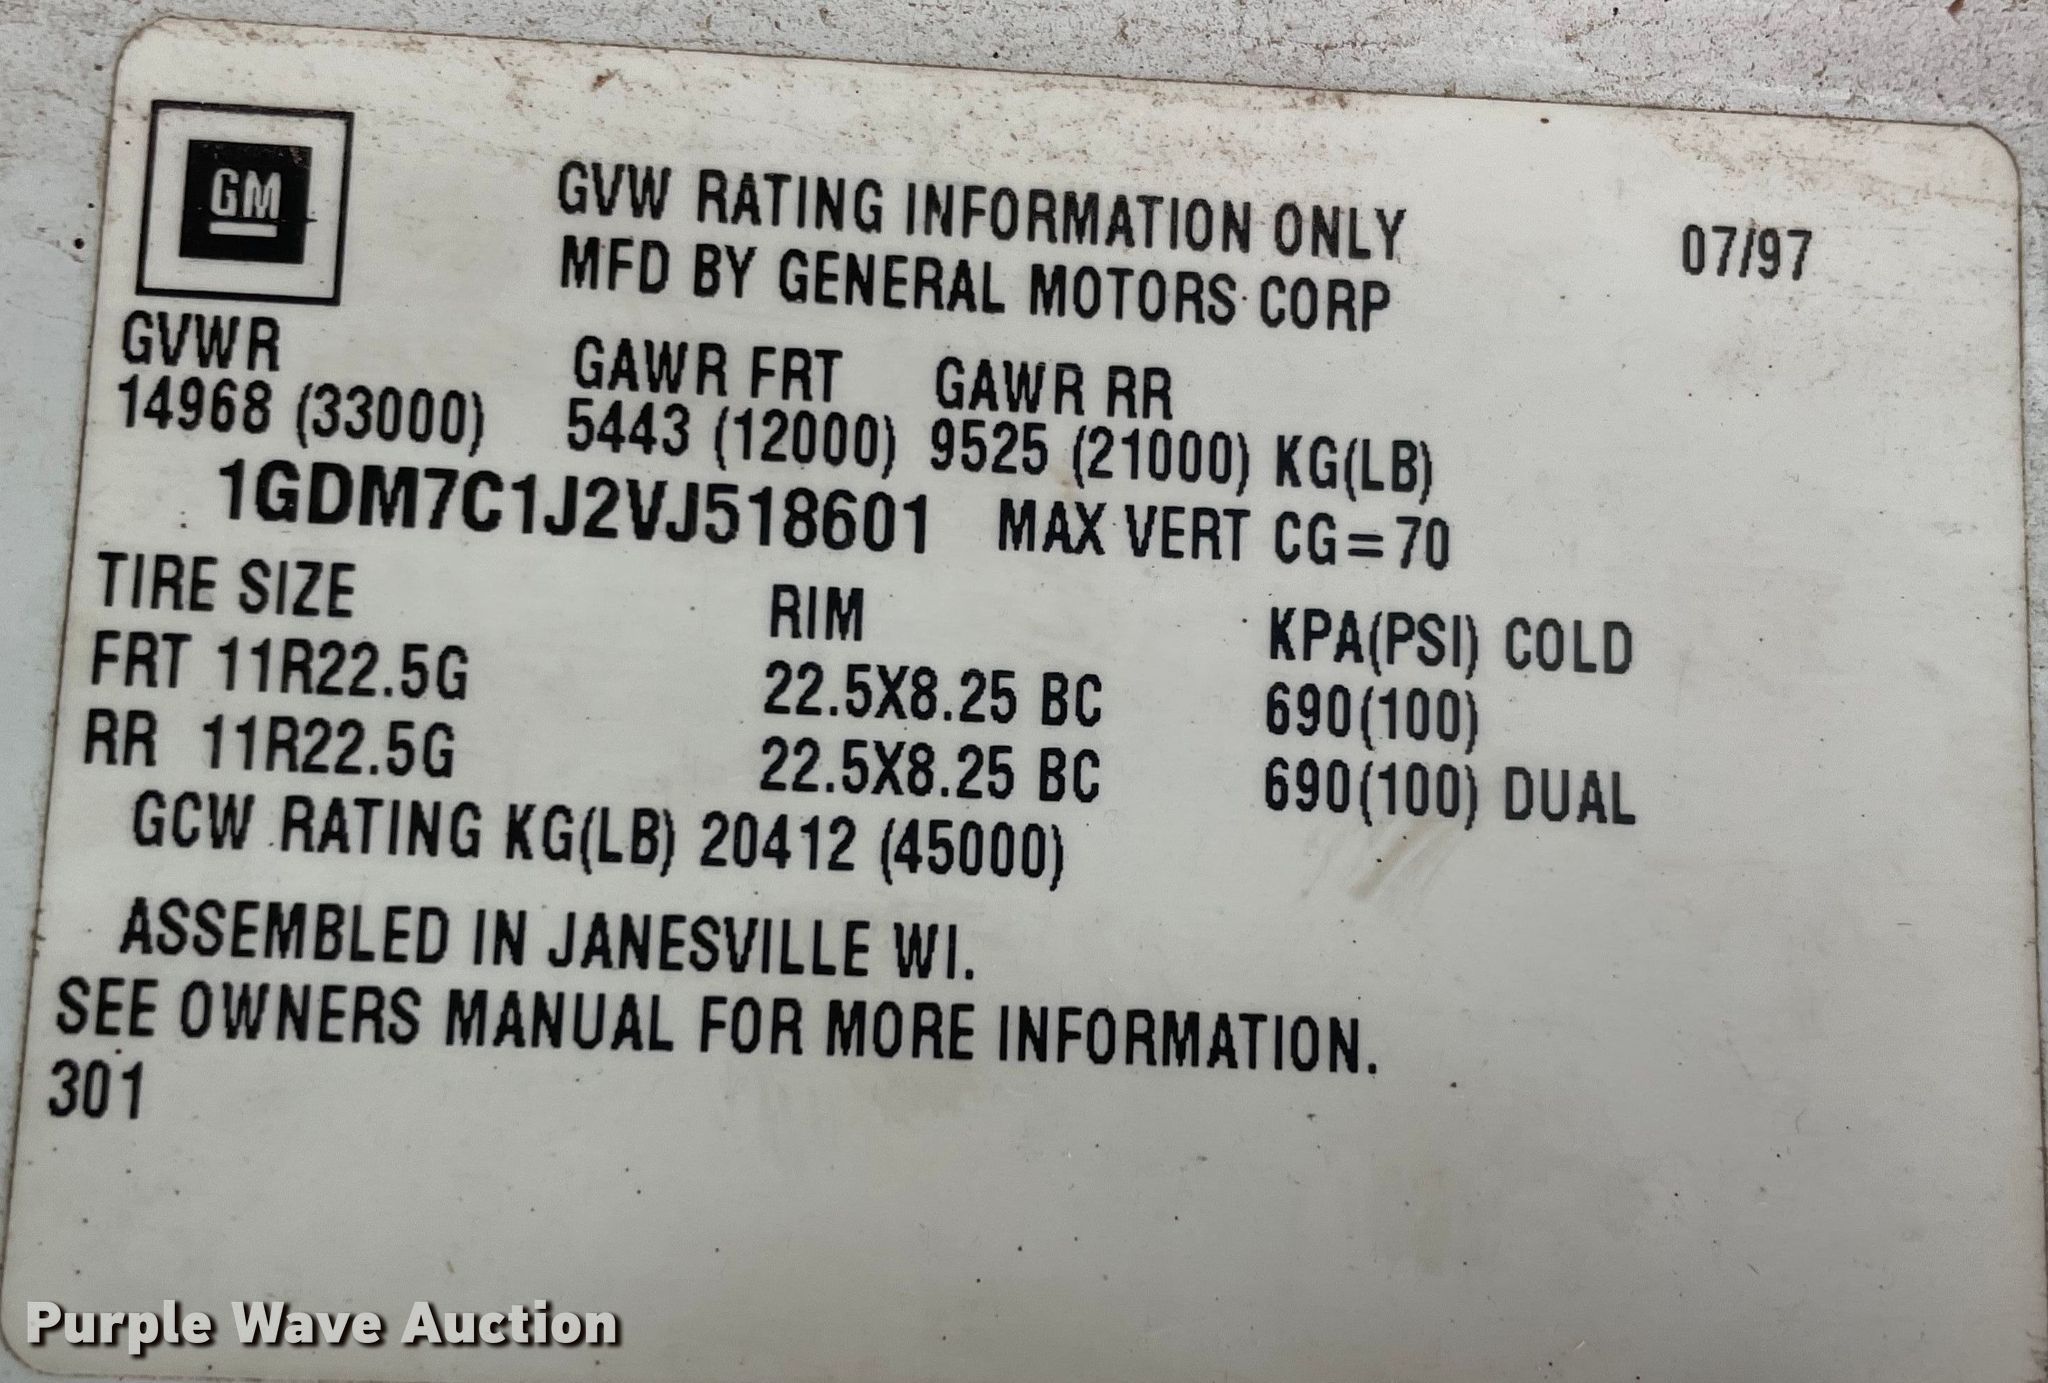 GM
GVW RATING INFORMATION ONLY 07/97
MFD BY GENERAL MOTORS CORP
GVWR GAWR FRT GAWR RR
14968 (33000) 5443 (12000) 9525 (21000) KG(LB)
1GDM7C1J2VJ518601 MAX VERT CG=70
TIRE SIZE RIM KPA(PSI) COLD
FRT 11R22.5G 22.5X8.25 BC 690(100)
RR 11R22.5G 22.5X8.25 BC 690(100) DUAL
GCW RATING KG(LB) 20412 (45000)
ASSEMBLED IN JANESVILLE WI.
SEE OWNERS MANUAL FOR MORE INFORMATION.
301
Purple Wave Auction